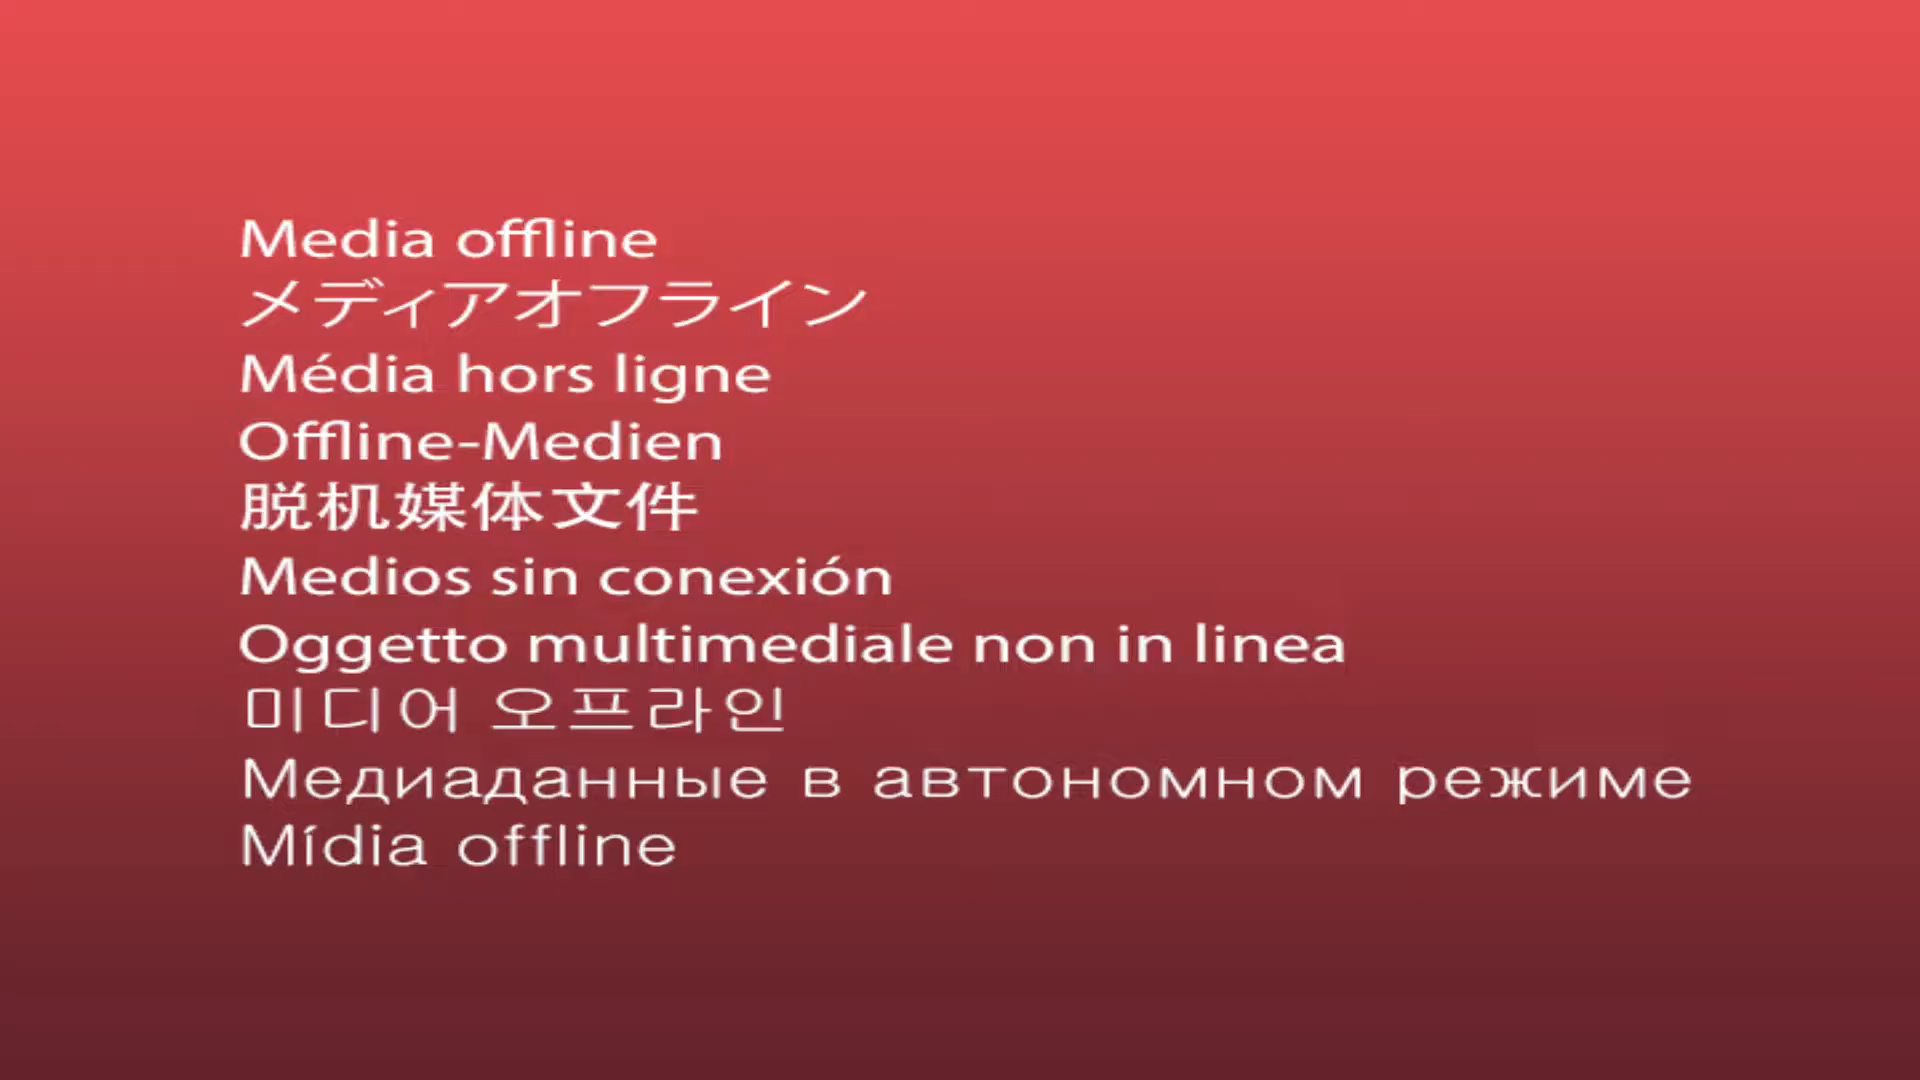 Media offline
メディアオフライン
Média hors ligne
Offline-Medien
脱机媒体文件
Medios sin conexión
Oggetto multimediale non in linea
미디어 오프라인
Медиаданные в автономном режиме
Mídia offline